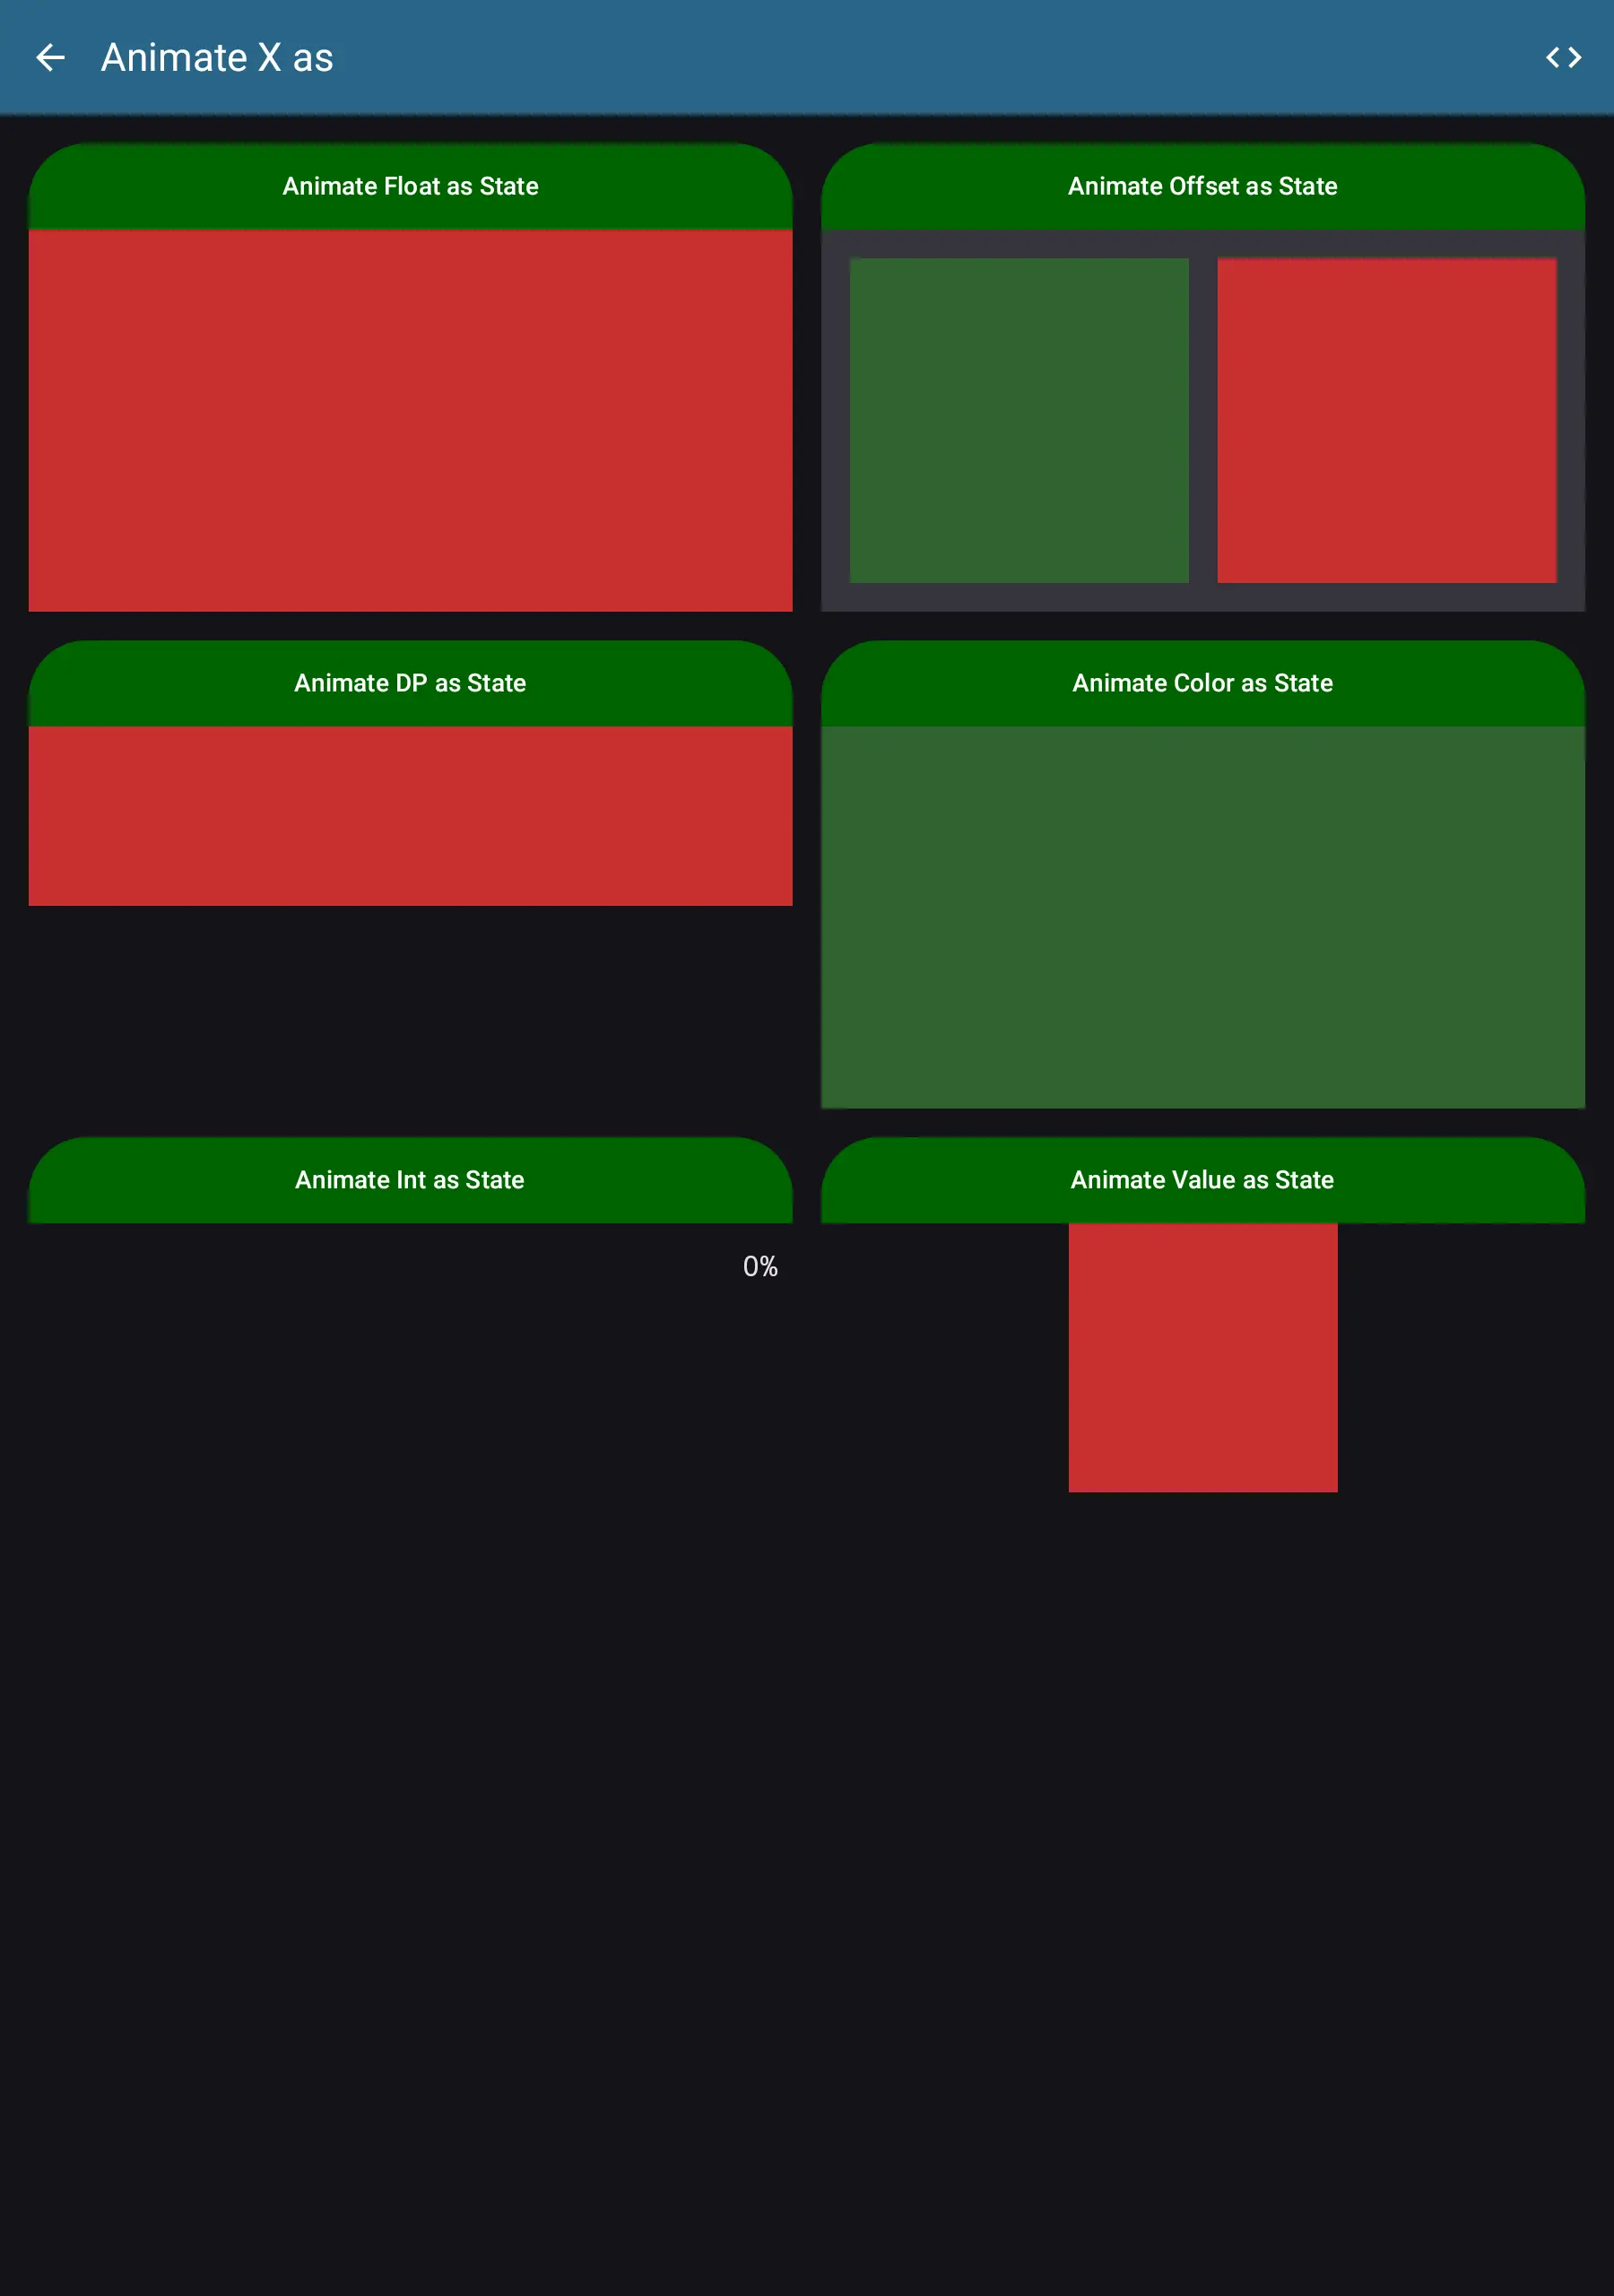 Animate X as
Animate Float as State
Animate Offset as State
Animate DP as State
Animate Color as State
Animate Int as State
Animate Value as State
0%